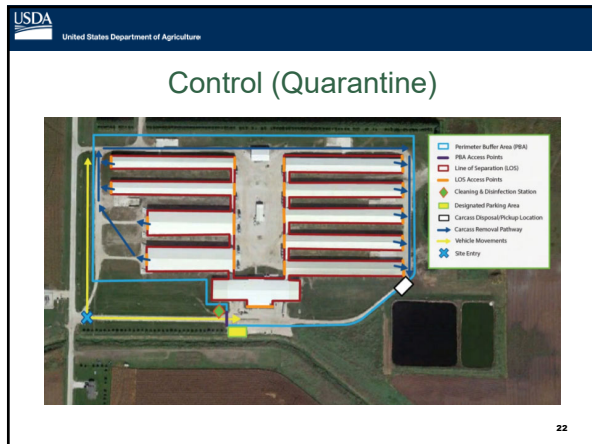 USDA
United States Department of Agriculture
Control (Quarantine)
Perimeter Buffer Area (PBA)
PBA Access Points
Line of Separation (LOS)
LOS Access Points
Cleaning & Disinfection Station
Designated Parking Area
Carcass Disposal/Pickup Location
Carcass Removal Pathway
Vehicle Movements
Site Entry
22